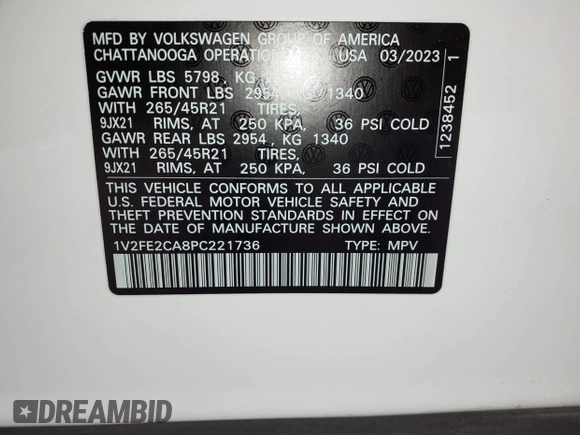 MFD BY VOLKSWAGEN GROUP OF AMERICA
CHATTANOOGA OPERATIONS USA 03/2023
GVWR LBS 5798, KG
GAWR FRONT LBS 2954 1340
WITH 265/45R21 TIRES,
9JX21 RIMS, AT 250 KPA, 36 PSI COLD
GAWR REAR LBS 2954, KG 1340
WITH 265/45R21 TIRES,
9JX21 RIMS, AT 250 KPA, 36 PSI COLD
THIS VEHICLE CONFORMS TO ALL APPLICABLE
U.S. FEDERAL MOTOR VEHICLE SAFETY AND
THEFT PREVENTION STANDARDS IN EFFECT ON
THE DATE OF MANUFACTURE SHOWN ABOVE.
1V2FE2CA8PC221736 TYPE: MPV
1238452 1
DREAMBID